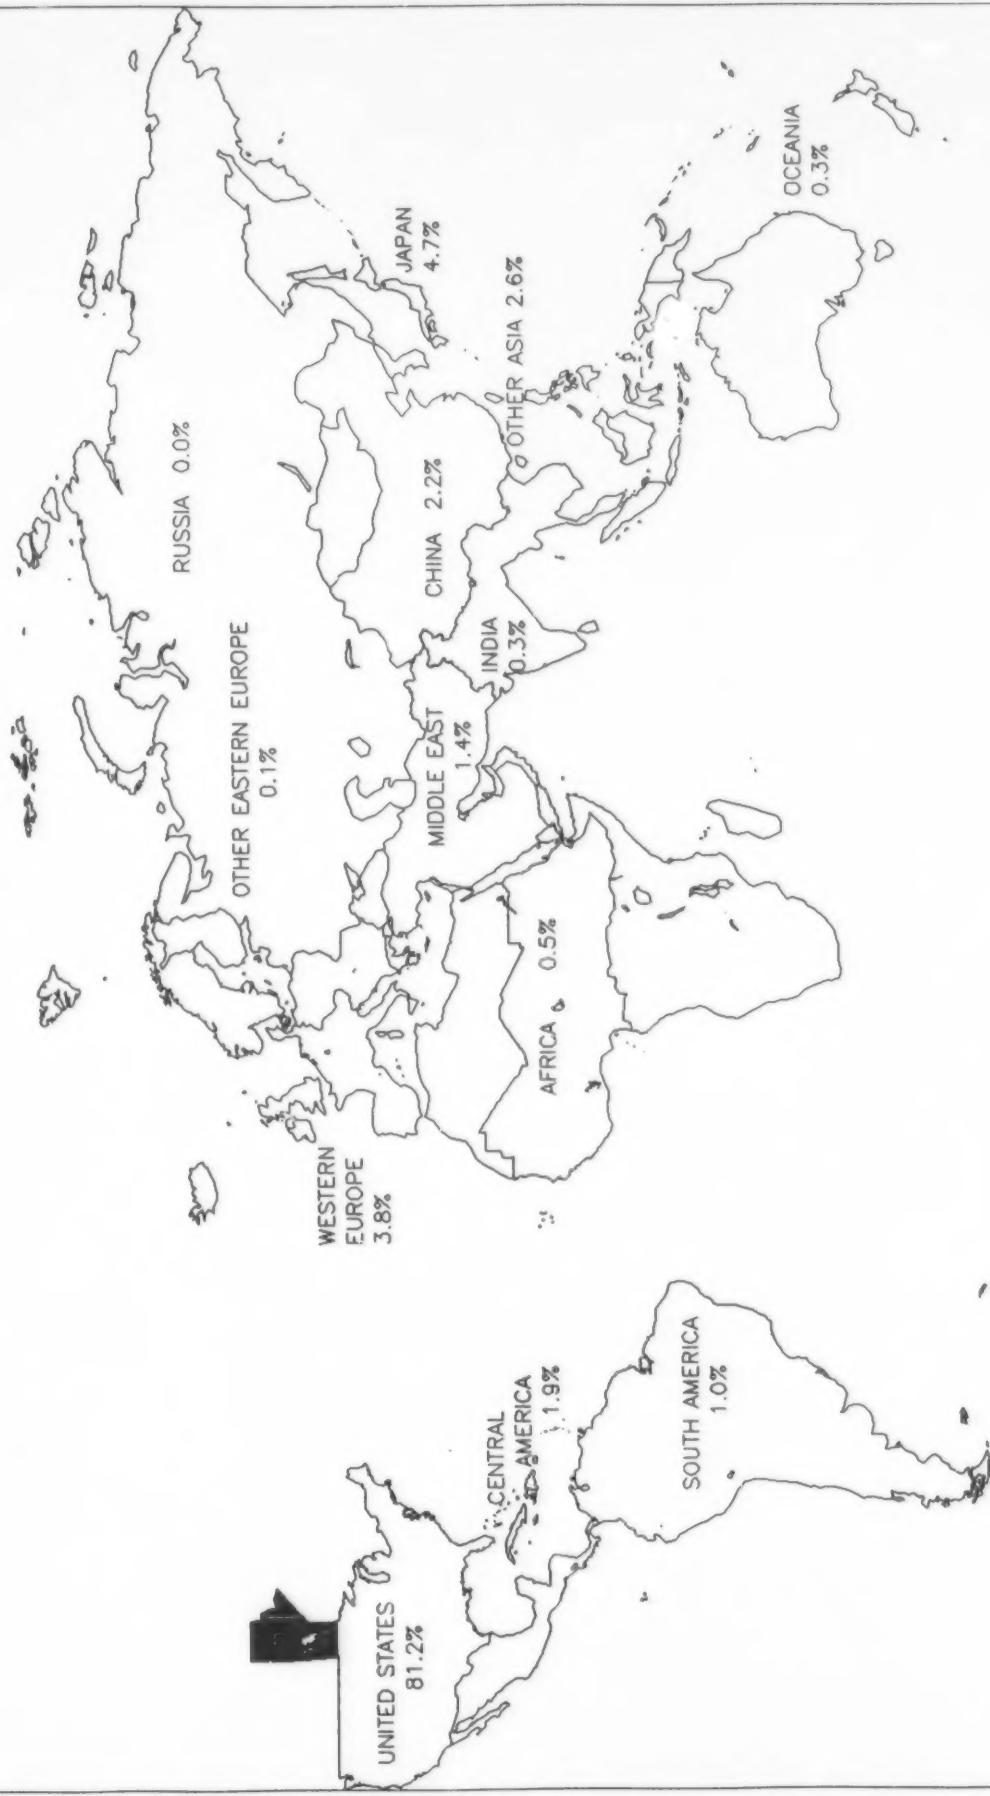 RUSSIA 0.0%
OTHER EASTERN EUROPE
0.1%
WESTERN
EUROPE
3.8%
UNITED STATES
81.2%
JAPAN
4.7%
CHINA 2.2%
MIDDLE EAST
1.4%
INDIA
0.3%
OTHER ASIA 2.6%
CENTRAL
AMERICA
1.9%
AFRICA 0.5%
SOUTH AMERICA
1.0%
OCEANIA
0.3%